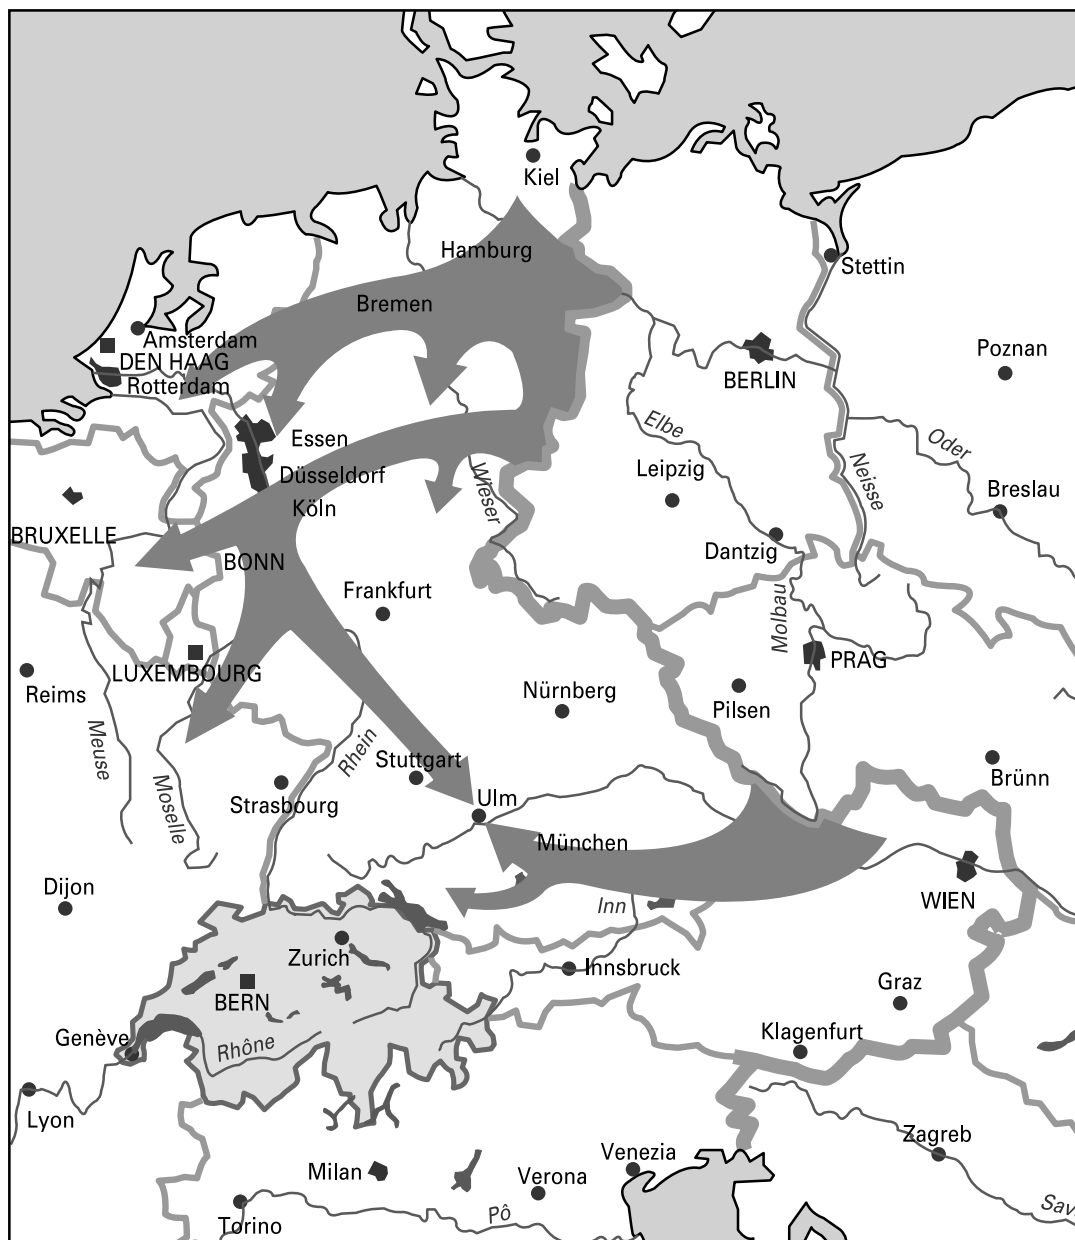 Kiel
Hamburg
Stettin
Bremen
Amsterdam
DEN HAAG
Rotterdam
Poznan
BERLIN
Essen
Elbe
Oder
Düsseldorf
Leipzig
Neisse
Wieser
Köln
Breslau
BRUXELLE
Dantzig
BONN
Frankfurt
Molbau
PRAG
LUXEMBOURG
Reims
Nürnberg
Pilsen
Meuse
Rhein
Stuttgart
Brünn
Moselle
Strasbourg
Ulm
München
Dijon
WIEN
Inn
Zurich
Innsbruck
BERN
Graz
Genève
Rhône
Klagenfurt
Lyon
Zagreb
Milan
Venezia
Verona
Torino
Pô
Sav